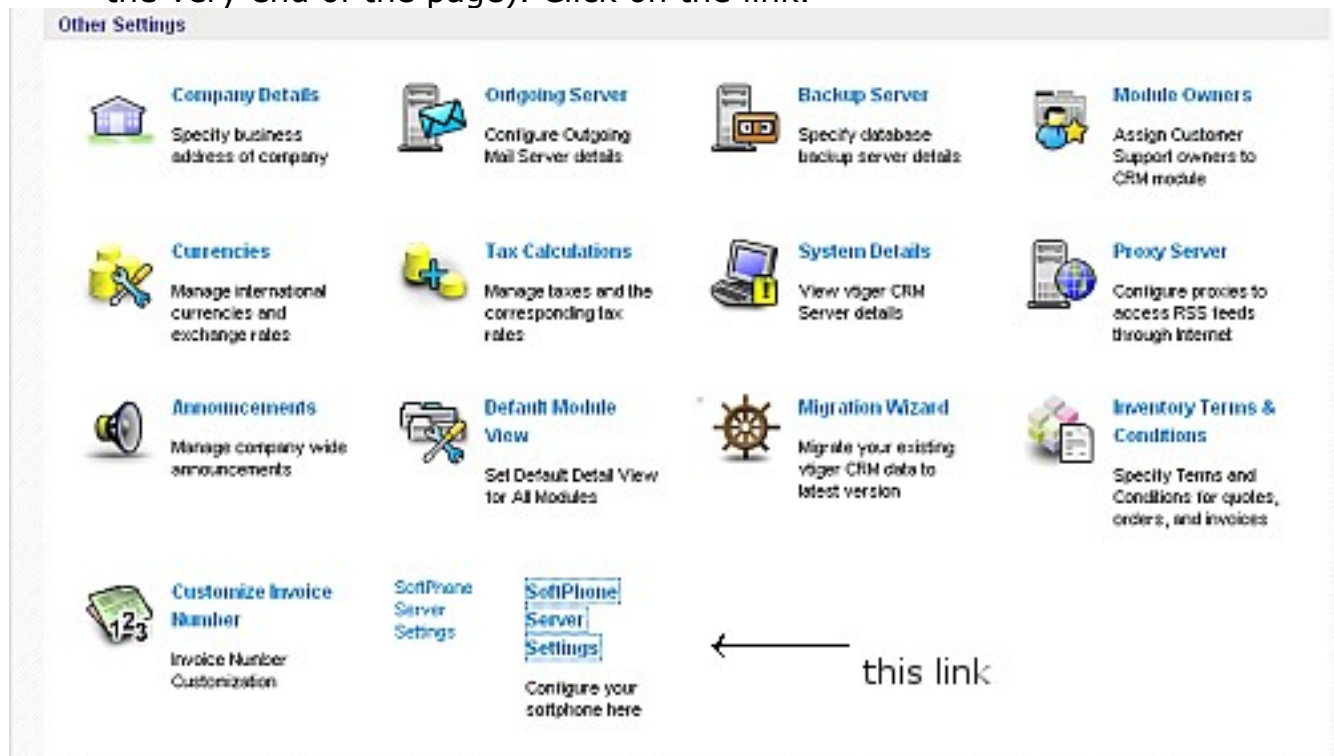 the very end of the page). Click on the link.
Other Settings
Company Details
Specify business
address of company
Outgoing Server
Configure Outgoing
Mail Server details
Backup Server
Specify database
backup server details
Module Owners
Assign Customer
Support owners to
CRM module
Currencies
Manage international
currencies and
exchange rates
Tax Calculations
Manage taxes and the
corresponding tax
rates
System Details
View vtiger CRM
Server details
Proxy Server
Configure proxies to
access RSS feeds
through Internet
Announcements
Manage company wide
announcements
Default Module
View
Set Default Detail View
for All Modules
Migration Wizard
Migrate your existing
vtiger CRM data to
latest version
Inventory Terms &
Conditions
Specify Terms and
Conditions for quotes,
orders, and invoices
123
Customize Invoice
Number
Invoice Number
Customization
SoftPhone
Server
Settings
SoftPhone
Server
Settings
Configure your
softphone here
this link